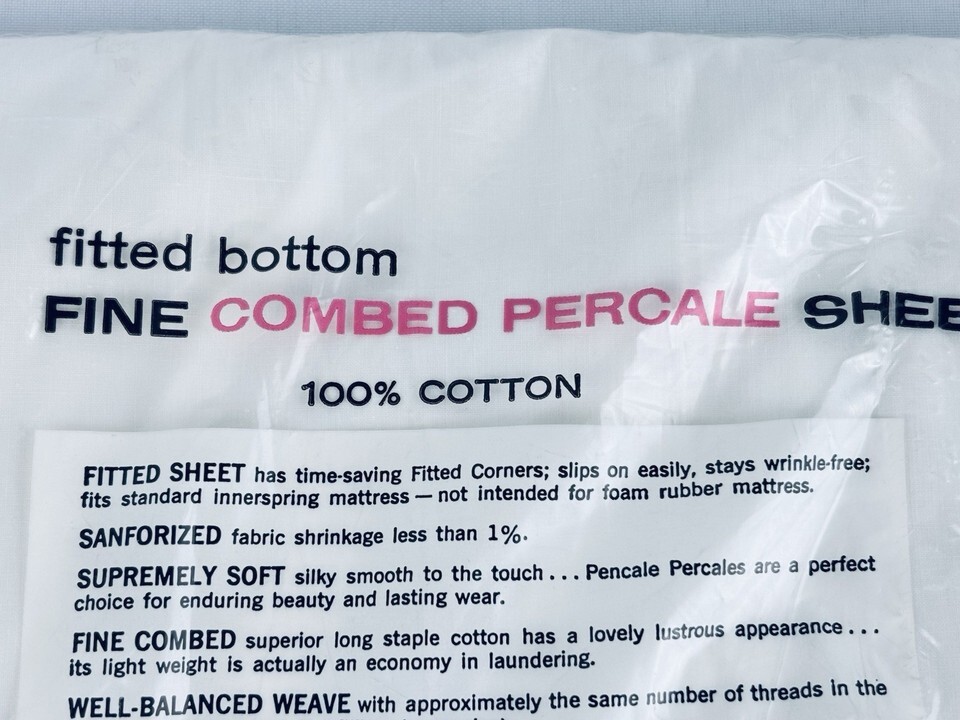 fitted bottom
FINE COMBED PERCALE SHEE
100% COTTON
FITTED SHEET has time-saving Fitted Corners; slips on easily, stays wrinkle-free;
fits standard innerspring mattress — not intended for foam rubber mattress.
SANFORIZED fabric shrinkage less than 1%.
SUPREMELY SOFT silky smooth to the touch ... Pencale Percales are a perfect
choice for enduring beauty and lasting wear.
FINE COMBED superior long staple cotton has a lovely lustrous appearance ...
its light weight is actually an economy in laundering.
WELL-BALANCED WEAVE with approximately the same number of threads in the